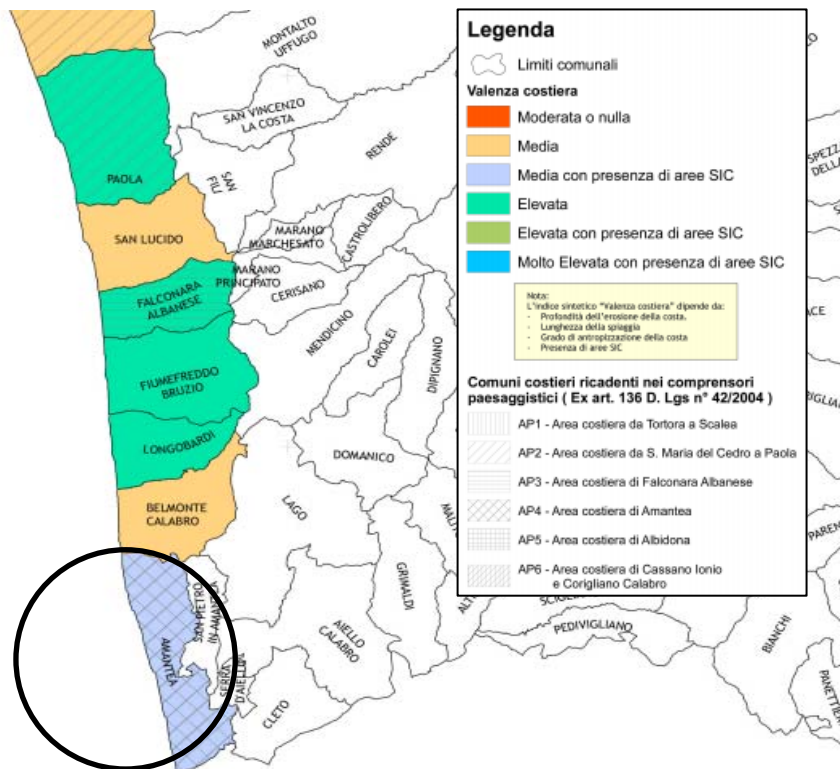 MONTALTO
UFFUGO
SAN VINCENZO
LA COSTA
RENDE
SAN
FILI
PAOLA
SAN LUCIDO
MARANO
MARCHESATO
CASTROLIBERO
MARANO
PRINCIPATO
CERISANO
FALCONARA
ALBANESE
MENDICINO
CAROLEI
DIPIGNANO
FIUMEFREDDO
BRUZIO
LONGOBARDI
DOMANICO
BELMONTE
CALABRO
LAGO
MALITO
GRIMALDI
SAN PIETRO
IN AMANTEA
AMANTEA
AIELLO
CALABRO
SERRA
D'AIELLO
CLETO
PEDIVIGLIANO
BIANCHI
Legenda
Limiti comunali
Valenza costiera
Moderata o nulla
Media
Media con presenza di aree SIC
Elevata
Elevata con presenza di aree SIC
Molto Elevata con presenza di aree SIC
Nota:
L'indice sintetico "Valenza costiera" dipende da:
- Profondità dell'erosione della costa.
- Lunghezza della spiaggia
- Grado di antropizzazione della costa
- Presenza di aree SIC
Comuni costieri ricadenti nei comprensori
paesaggistici ( Ex art. 136 D. Lgs n° 42/2004 )
AP1 - Area costiera da Tortora a Scalea
AP2 - Area costiera da S. Maria del Cedro a Paola
AP3 - Area costiera di Falconara Albanese
AP4 - Area costiera di Amantea
AP5 - Area costiera di Albidona
AP6 - Area costiera di Cassano Ionio
e Corigliano Calabro